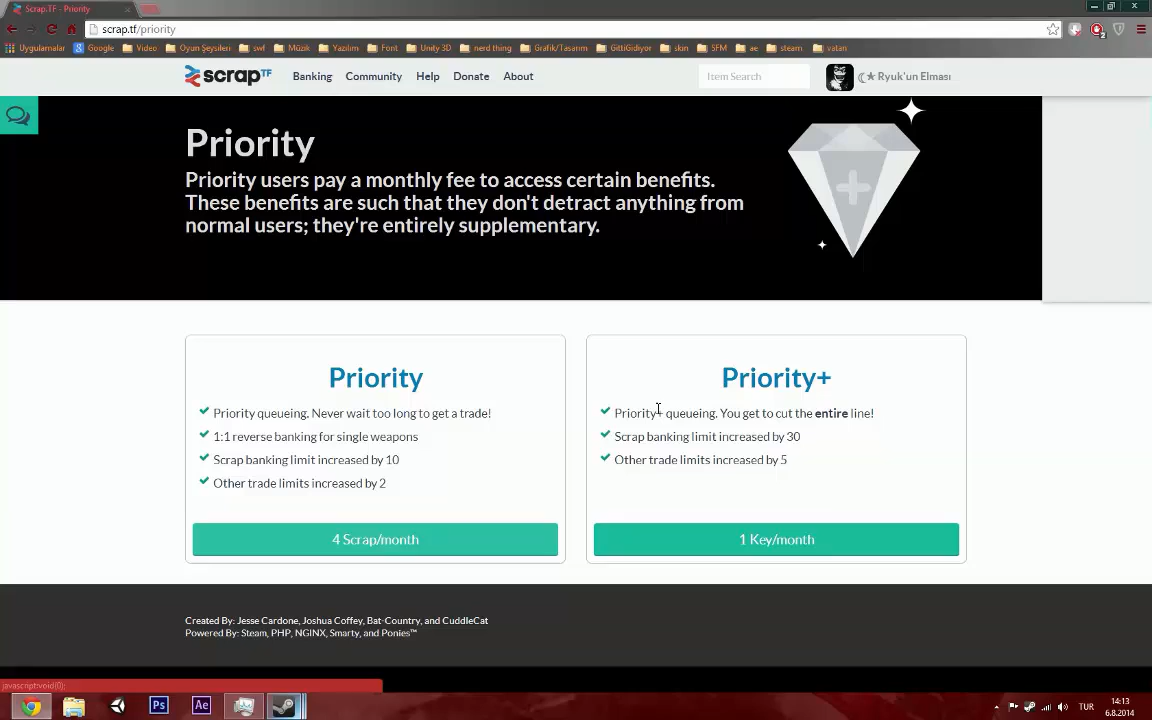 Scrap.TF - Priority
scrap.tf/priority
Uygulamalar Google Video Oyun Şeysileri swf Müzik Yazılım Font Unity 3D nerd thing Grafik/Tasarım GittiGidiyor skin SFM ae steam vatan
scrapTF Banking Community Help Donate About Item Search ☾★ Ryuk'un Elması
Priority
Priority users pay a monthly fee to access certain benefits.
These benefits are such that they don't detract anything from
normal users; they're entirely supplementary.
Priority
Priority queueing. Never wait too long to get a trade!
1:1 reverse banking for single weapons
Scrap banking limit increased by 10
Other trade limits increased by 2
4 Scrap/month
Priority+
Priority+ queueing. You get to cut the entire line!
Scrap banking limit increased by 30
Other trade limits increased by 5
1 Key/month
Created By: Jesse Cardone, Joshua Coffey, Bat-Country, and CuddleCat
Powered By: Steam, PHP, NGINX, Smarty, and Ponies™
javascript:void(0);
Ps Ae TUR 14:13
6.8.2014